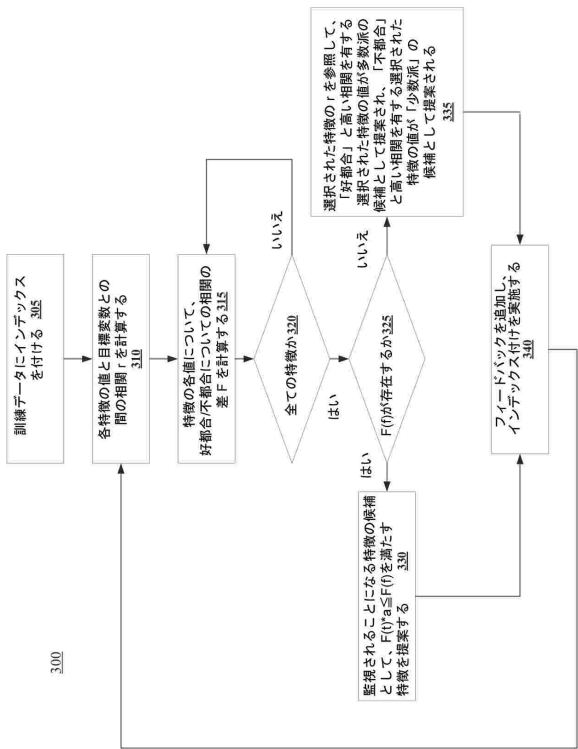 300
訓練データにインデックス
を付ける 305
各特徴の値と目標変数との
間の相関 r を計算する
310
特徴の各値について、
好都合/不都合についての相関の
差 F を計算する 315
全ての特徴か 320
いいえ
はい
F(f)が存在するか 325
はい
いいえ
監視されることになる特徴の候補
として、F(t)*a≦F(f)を満たす
特徴を提案する 330
選択された特徴の r を参照して、
「好都合」と高い相関を有する
選択された特徴の値が多数派の
候補として提案され、「不都合」
と高い相関を有する選択された
特徴の値が「少数派」の
候補として提案される
335
フィードバックを追加し、
インデックス付けを実施する
340